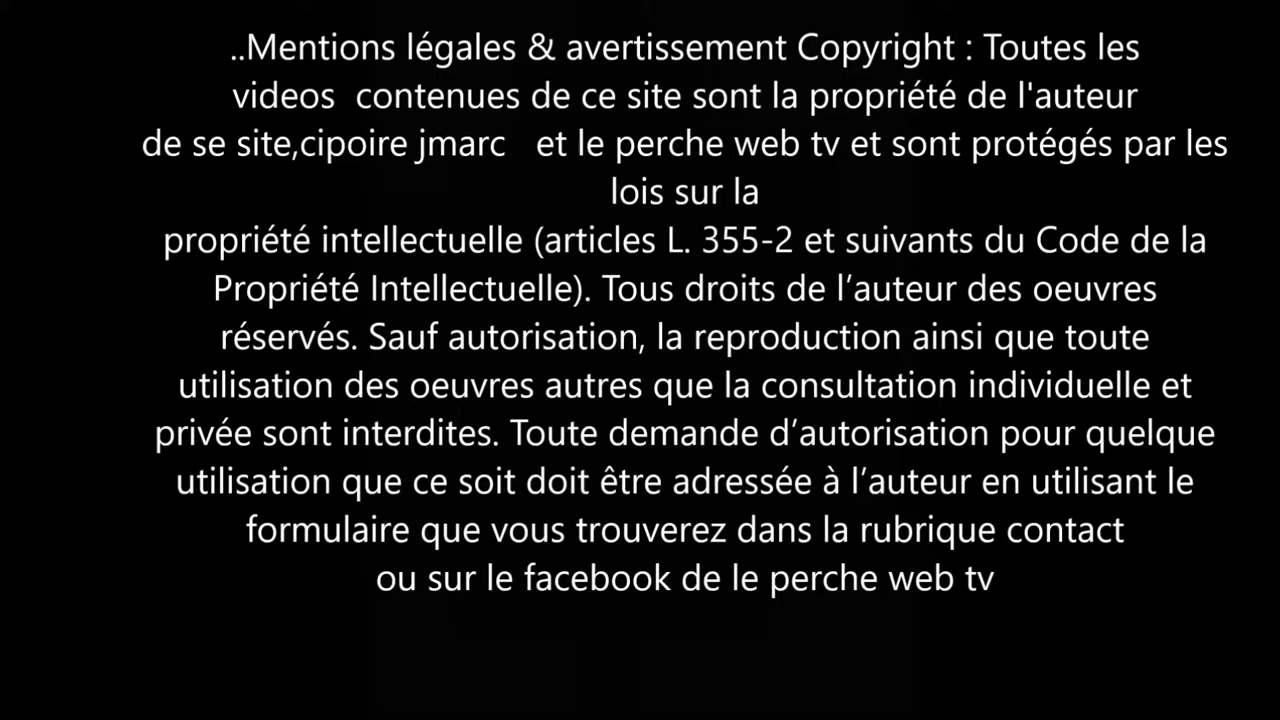 ..Mentions légales & avertissement Copyright : Toutes les
videos  contenues de ce site sont la propriété de l'auteur
de se site,cipoire jmarc   et le perche web tv et sont protégés par les
lois sur la
propriété intellectuelle (articles L. 355-2 et suivants du Code de la
Propriété Intellectuelle). Tous droits de l’auteur des oeuvres
réservés. Sauf autorisation, la reproduction ainsi que toute
utilisation des oeuvres autres que la consultation individuelle et
privée sont interdites. Toute demande d’autorisation pour quelque
utilisation que ce soit doit être adressée à l’auteur en utilisant le
formulaire que vous trouverez dans la rubrique contact
ou sur le facebook de le perche web tv